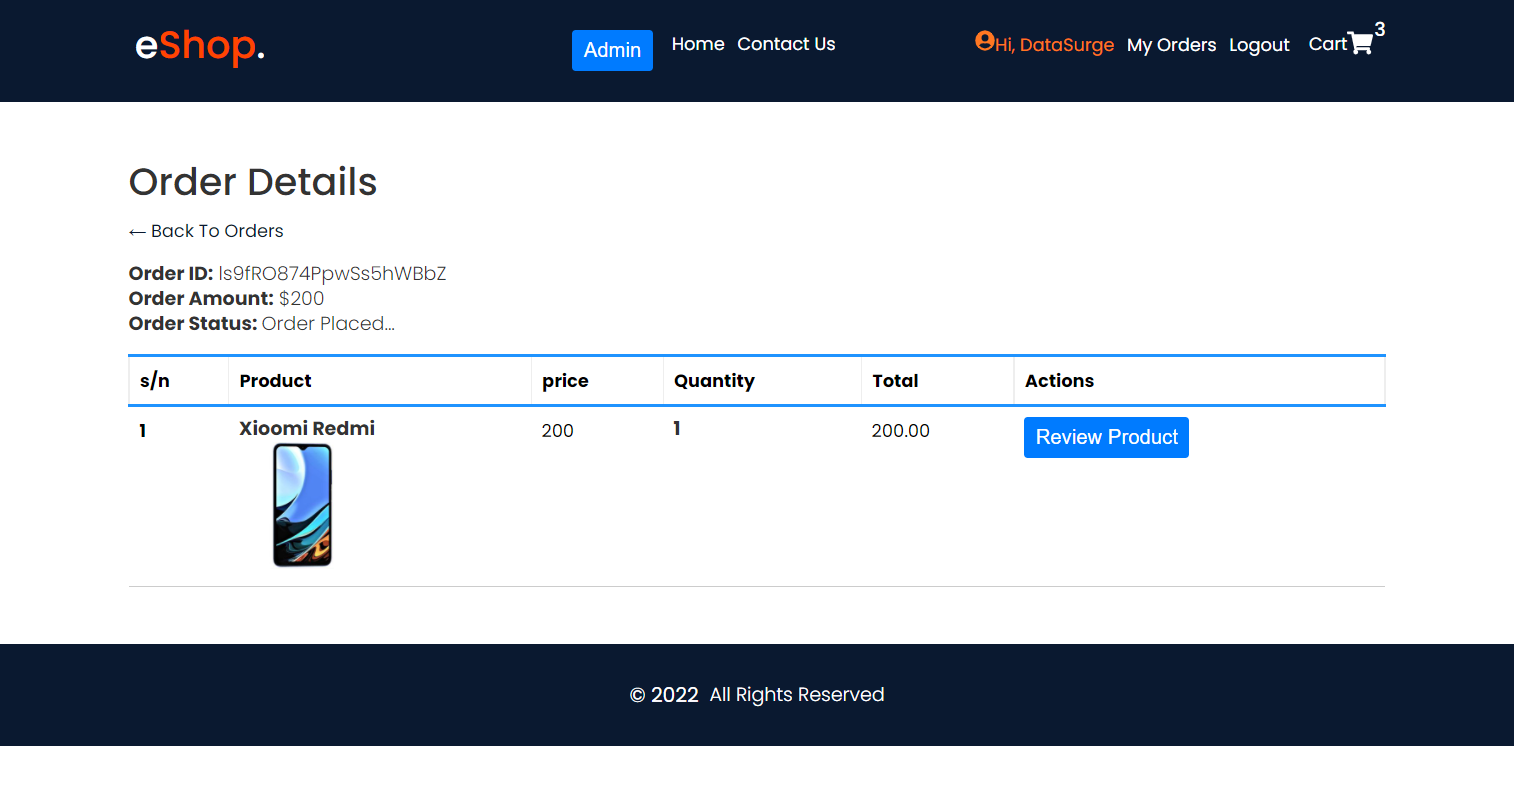 eShop.
Admin Home Contact Us
Hi, DataSurge My Orders Logout Cart 3
Order Details
← Back To Orders
Order ID: ls9fRO874PpwSs5hWBbZ
Order Amount: $200
Order Status: Order Placed...
s/n Product price Quantity Total Actions
1 Xioomi Redmi 200 1 200.00 Review Product
© 2022 All Rights Reserved